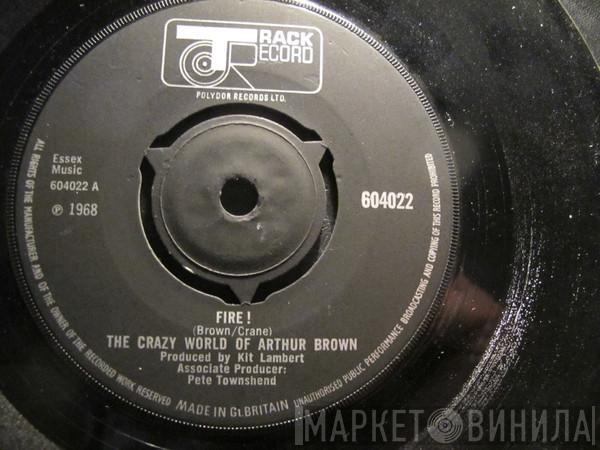 TRACK
RECORD
POLYDOR RECORDS LTD.
Essex
Music
604022 A
℗ 1968
604022
FIRE !
(Brown/Crane)
THE CRAZY WORLD OF ARTHUR BROWN
Produced by Kit Lambert
Associate Producer:
Pete Townshend
MADE IN Gt.BRITAIN
ALL RIGHTS OF THE MANUFACTURER AND OF THE OWNER OF THE RECORDED WORK RESERVED
UNAUTHORISED PUBLIC PERFORMANCE BROADCASTING AND COPYING OF THIS RECORD PROHIBITED
МАРКЕТ ВИНИЛА